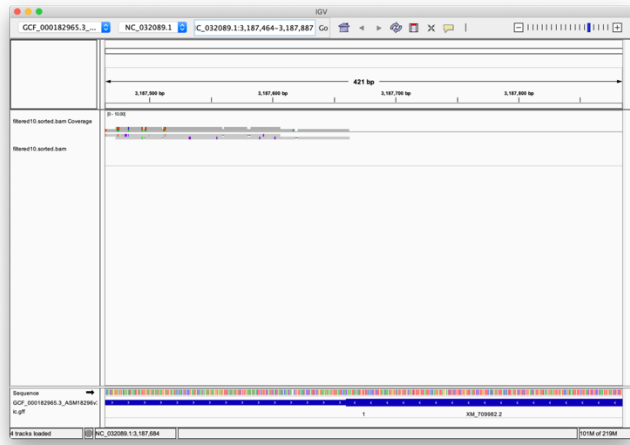 IGV
GCF_000182965.3_... NC_032089.1 C_032089.1:3,187,464-3,187,887 Go
421 bp
3,187,500 bp 3,187,600 bp 3,187,700 bp 3,187,800 bp
[0 - 10.00]
filtered10.sorted.bam Coverage
filtered10.sorted.bam
Sequence
GCF_000182965.3_ASM18296v
ic.gff
1 XM_709982.2
4 tracks loaded NC_032089.1:3,187,684 101M of 219M